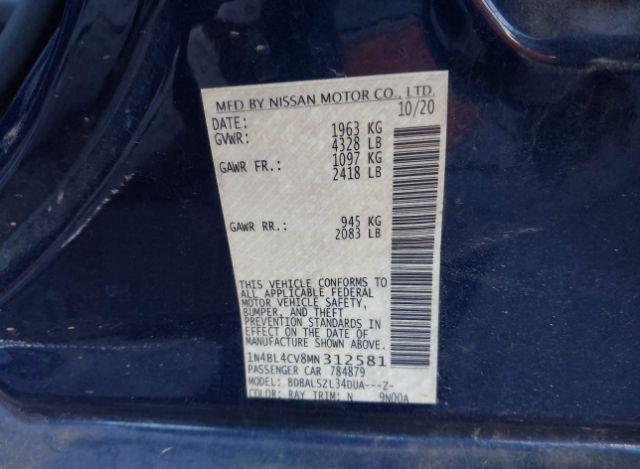 MFD BY NISSAN MOTOR CO., LTD.
DATE: 10/20
GVWR: 1963 KG
4328 LB
GAWR FR.: 1097 KG
2418 LB
GAWR RR.: 945 KG
2083 LB
THIS VEHICLE CONFORMS TO
ALL APPLICABLE FEDERAL
MOTOR VEHICLE SAFETY,
BUMPER, AND THEFT
PREVENTION STANDARDS IN
EFFECT ON THE DATE OF
MANUFACTURE SHOWN ABOVE.
1N4BL4CV8MN312581
PASSENGER CAR 784879
MODEL: BDBALSZL34DUA---Z-
COLOR: RAY TRIM: N 9N00A